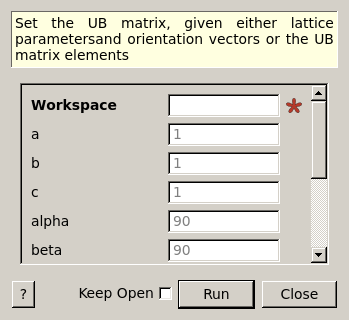 Set the UB matrix, given either lattice
parametersand orientation vectors or the UB
matrix elements
Workspace
a 1
b 1
c 1
alpha 90
beta 90
? Keep Open Run Close